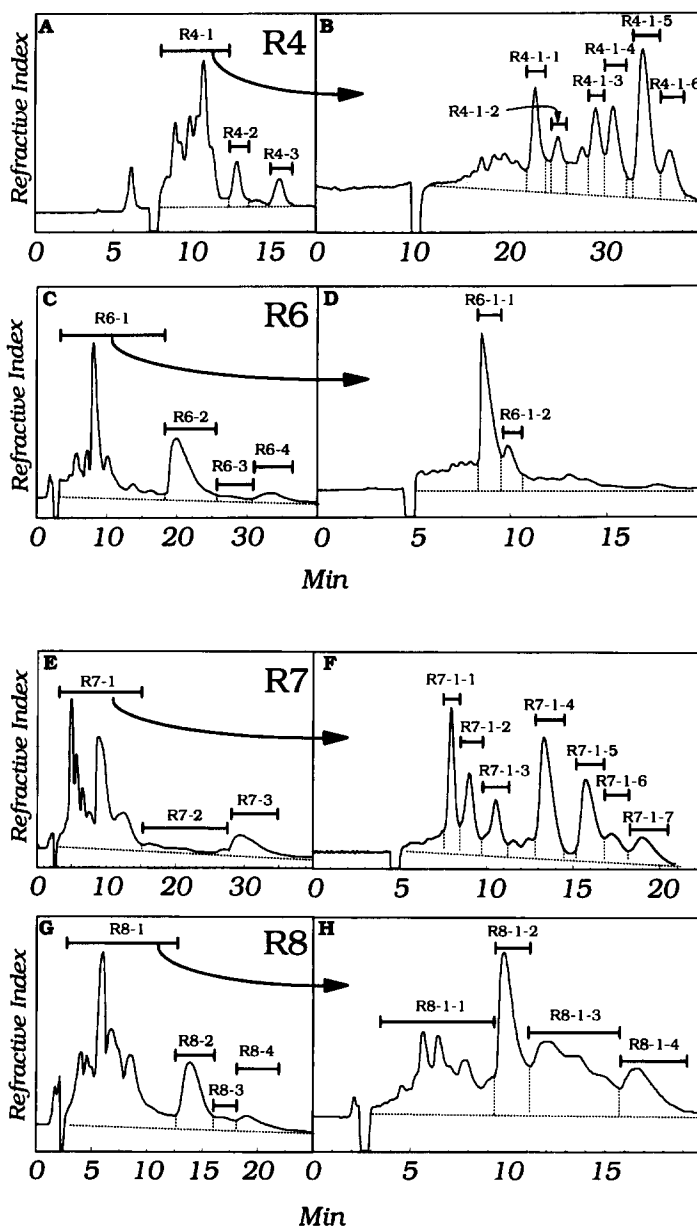 A
R4-1
R4
R4-2
R4-3
Refractive Index
0 10 15
B
R4-1-5
R4-1-4
R4-1-1
R4-1-3
R4-1-6
R4-1-2
0 10 20 30
C
R6-1
R6
R6-2
R6-4
R6-3
Refractive Index
0 10 20 30
D
R6-1-1
R6-1-2
0 5 10 15
Min
E
R7-1
R7
R7-3
R7-2
Refractive Index
0 10 20 30
F
R7-1-1
R7-1-4
R7-1-2
R7-1-5
R7-1-3
R7-1-6
R7-1-7
0 5 10 15 20
G
R8-1
R8
R8-2
R8-4
R8-3
Refractive Index
0 5 10 15 20
H
R8-1-2
R8-1-1
R8-1-3
R8-1-4
0 5 10 15
Min